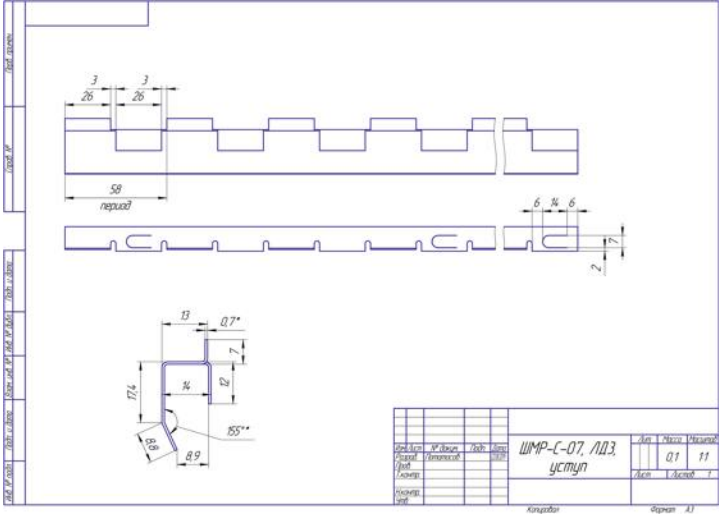 3 3
26 26
58
период
6 14 6
7
2
13
0,7*
7
12
17,4
14
155°*
8,8
8,9
ШМР-С-07, ЛДЗ,
уступ
Лит Масса Масштаб
0,1 1:1
Лист Листов 1
Изм Лист № докум Подп Дата
Разраб
Пров
Т.контр
Н.контр
Утв
Копировал Формат А3
Перв. примен.
Справ. №
Подп. и дата
Инв. № дубл.
Взам. инв. №
Подп. и дата
Инв. № подл.